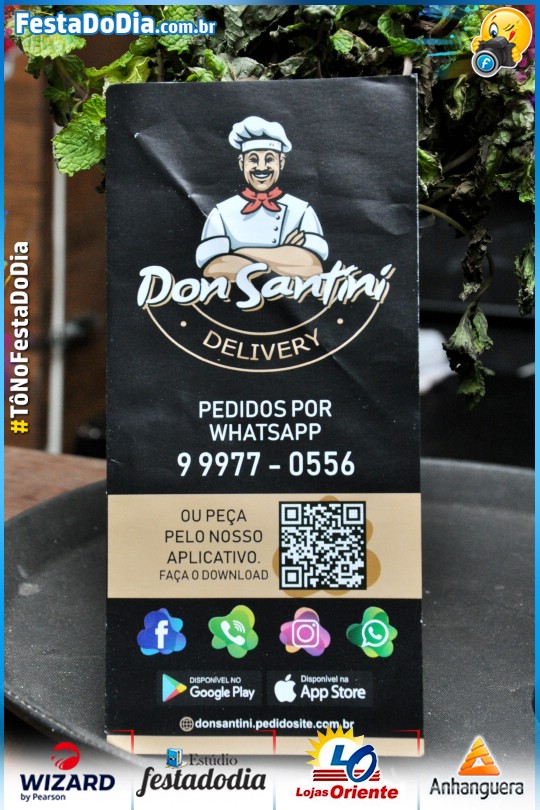 FestaDoDia.com.br
#TôNoFestaDoDia
Don Santini
DELIVERY
PEDIDOS POR
WHATSAPP
9 9977 - 0556
OU PEÇA
PELO NOSSO
APLICATIVO.
FAÇA O DOWNLOAD
DISPONÍVEL NO
Google Play
Disponível na
App Store
donsantini.pedidosite.com.br
WIZARD
by Pearson
Estúdio
festadodia
LO
Lojas Oriente
Anhanguera